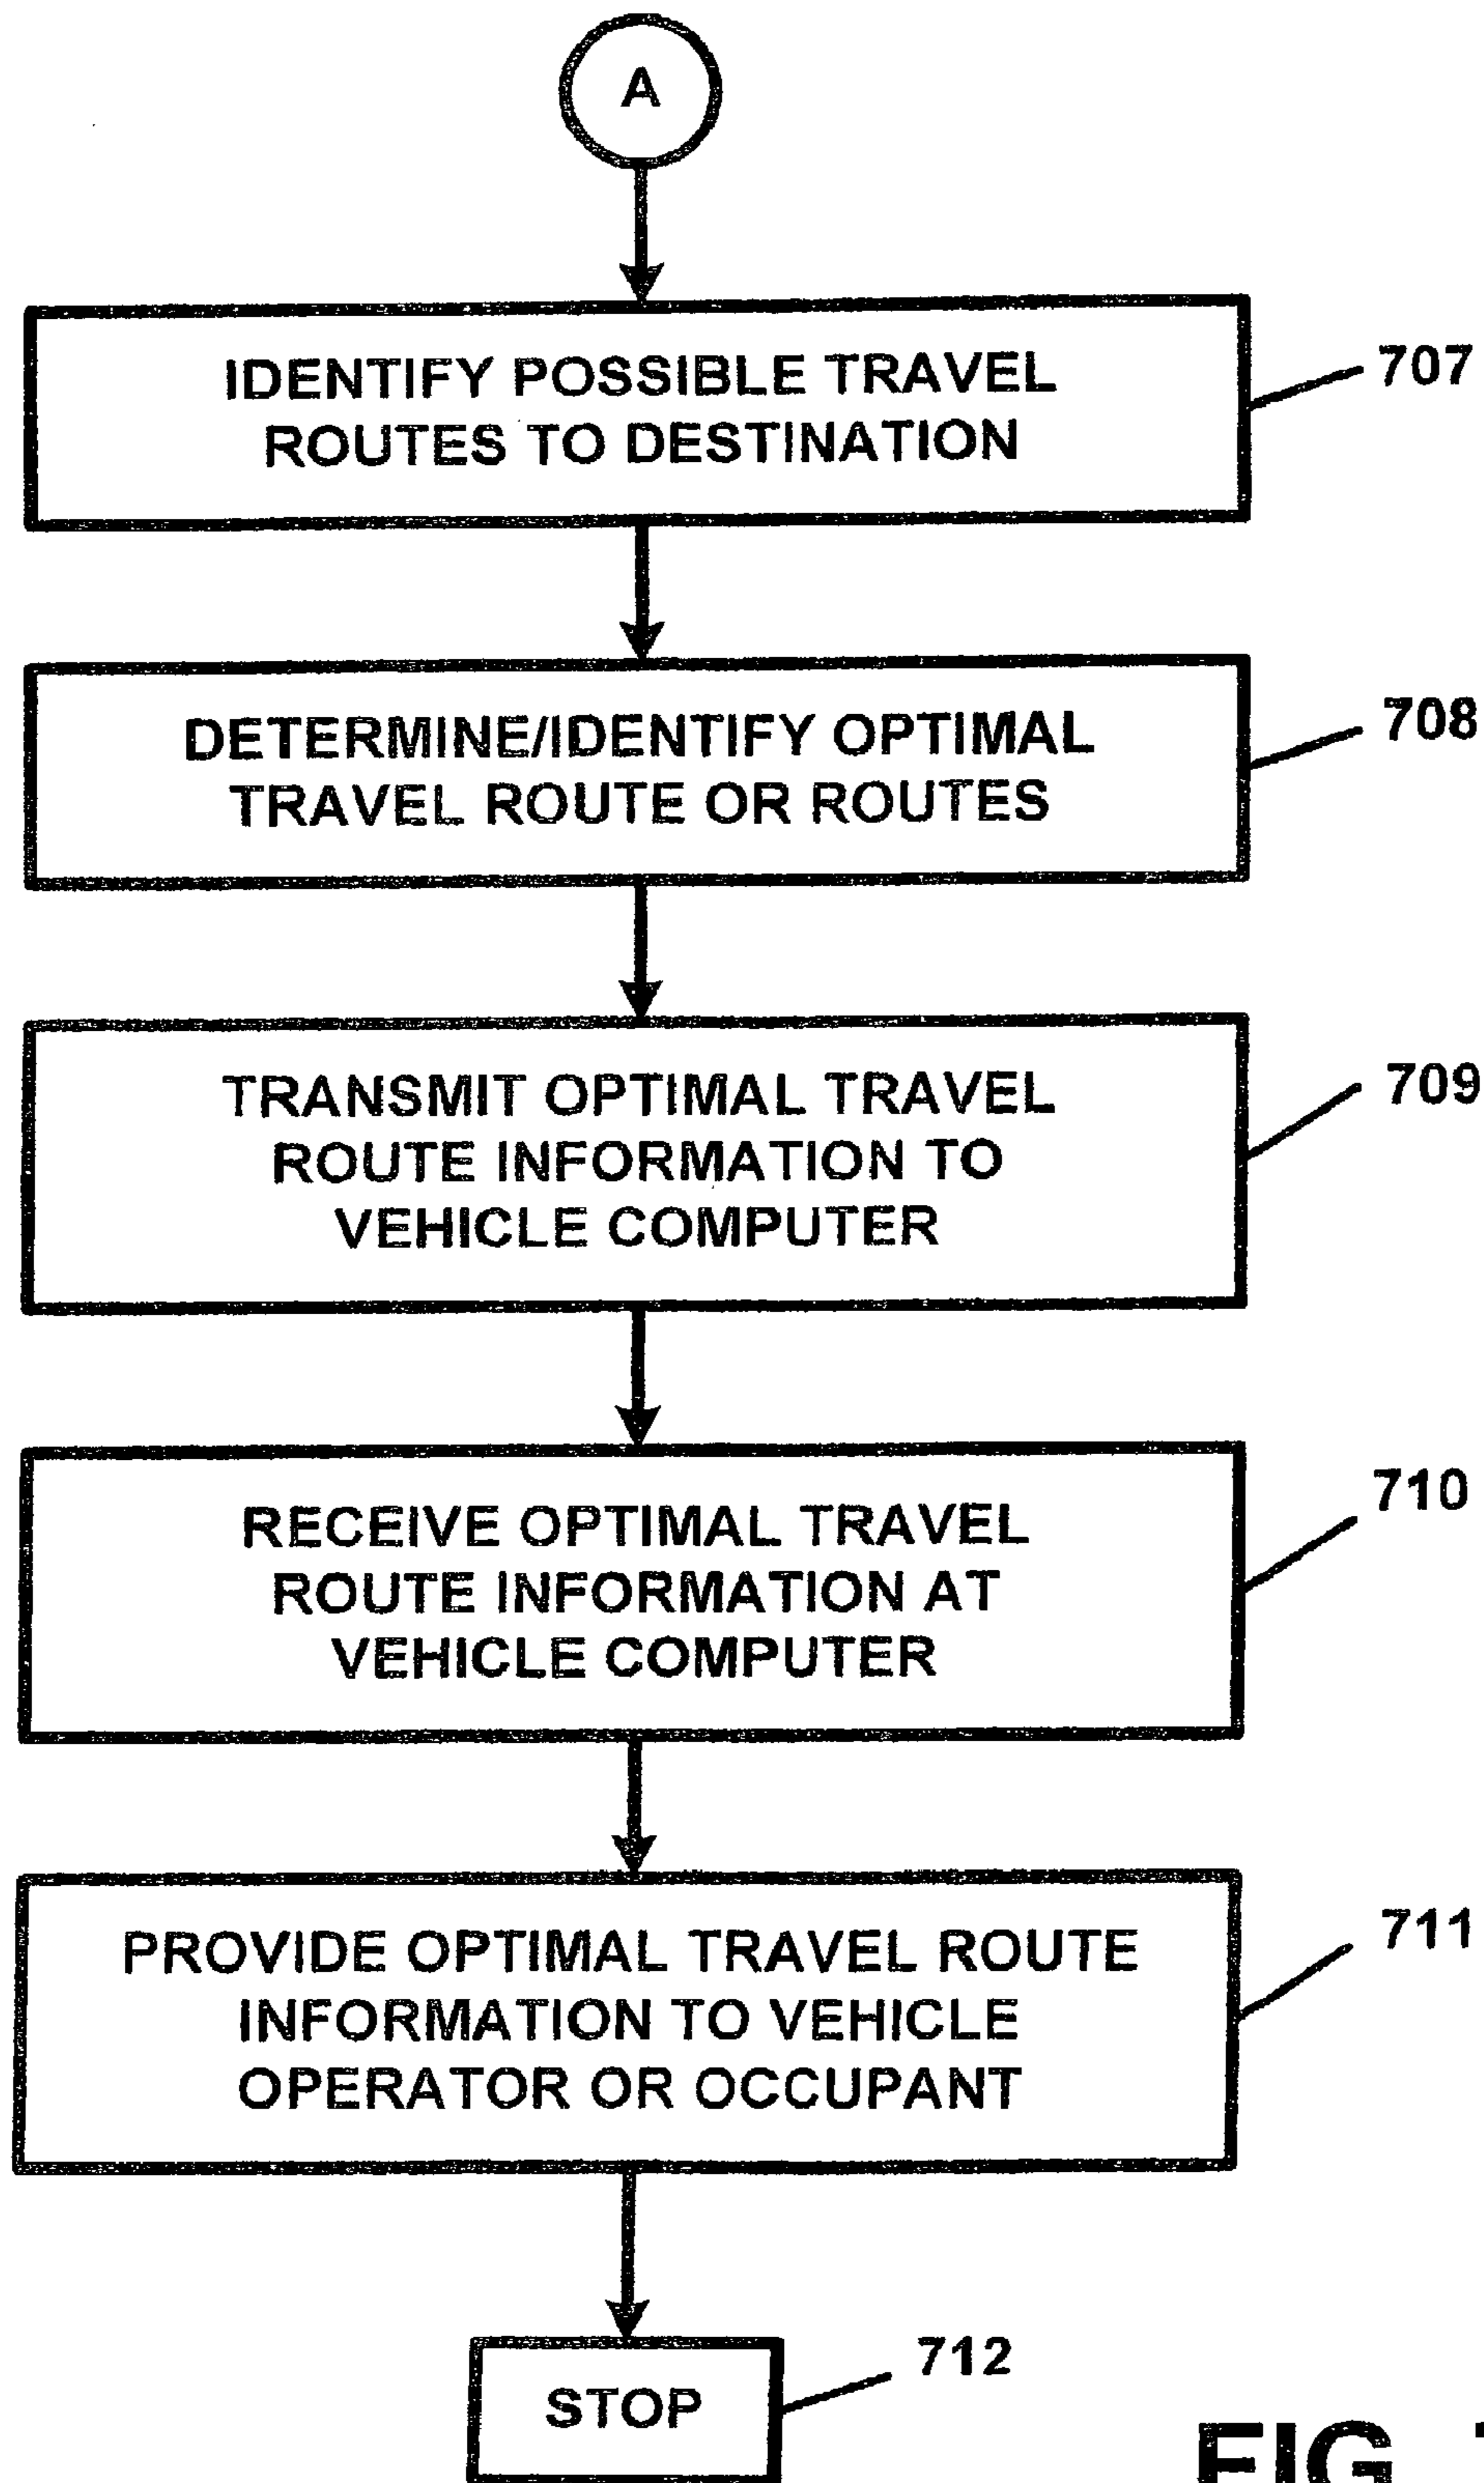 A
IDENTIFY POSSIBLE TRAVEL
ROUTES TO DESTINATION
707
DETERMINE/IDENTIFY OPTIMAL
TRAVEL ROUTE OR ROUTES
708
TRANSMIT OPTIMAL TRAVEL
ROUTE INFORMATION TO
VEHICLE COMPUTER
709
RECEIVE OPTIMAL TRAVEL
ROUTE INFORMATION AT
VEHICLE COMPUTER
710
PROVIDE OPTIMAL TRAVEL ROUTE
INFORMATION TO VEHICLE
OPERATOR OR OCCUPANT
711
STOP
712
FIG.